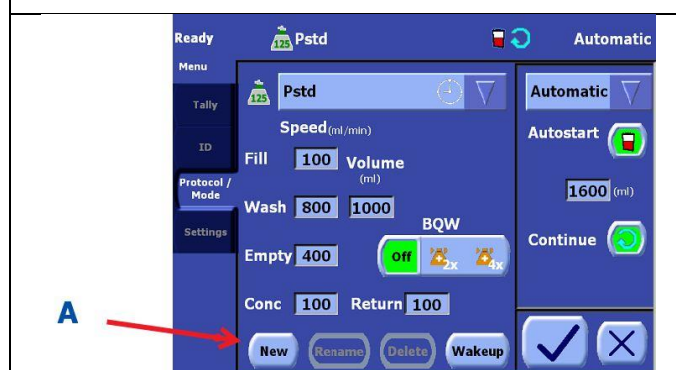 Ready 125 Pstd Automatic
Menu
Tally
ID
Protocol / Mode
Settings
125 Pstd
Speed (ml/min)
Fill 100 Volume (ml)
Wash 800 1000
BQW
Empty 400 Off 2x 4x
Conc 100 Return 100
New Rename Delete Wakeup
Automatic
Autostart
1600 (ml)
Continue
A